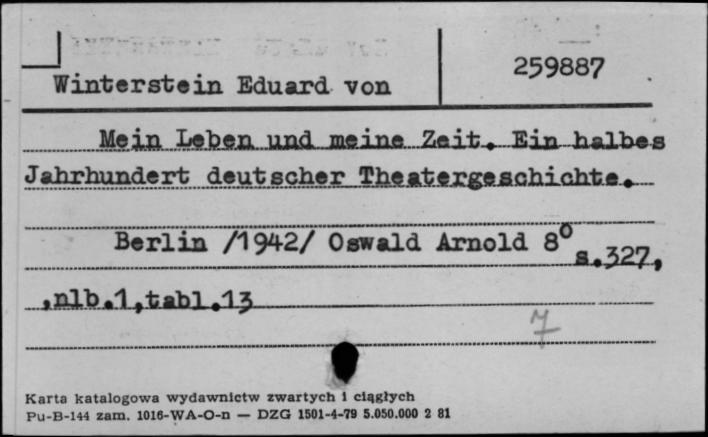 Winterstein Eduard von
259887
Mein Leben und meine Zeit. Ein halbes
Jahrhundert deutscher Theatergeschichte.
Berlin /1942/ Oswald Arnold 8° s.327,
,nlb.1,tabl.13
7
Karta katalogowa wydawnictw zwartych i ciągłych
Pu-B-144 zam. 1016-WA-O-n — DZG 1501-4-79 5.050.000 2 81